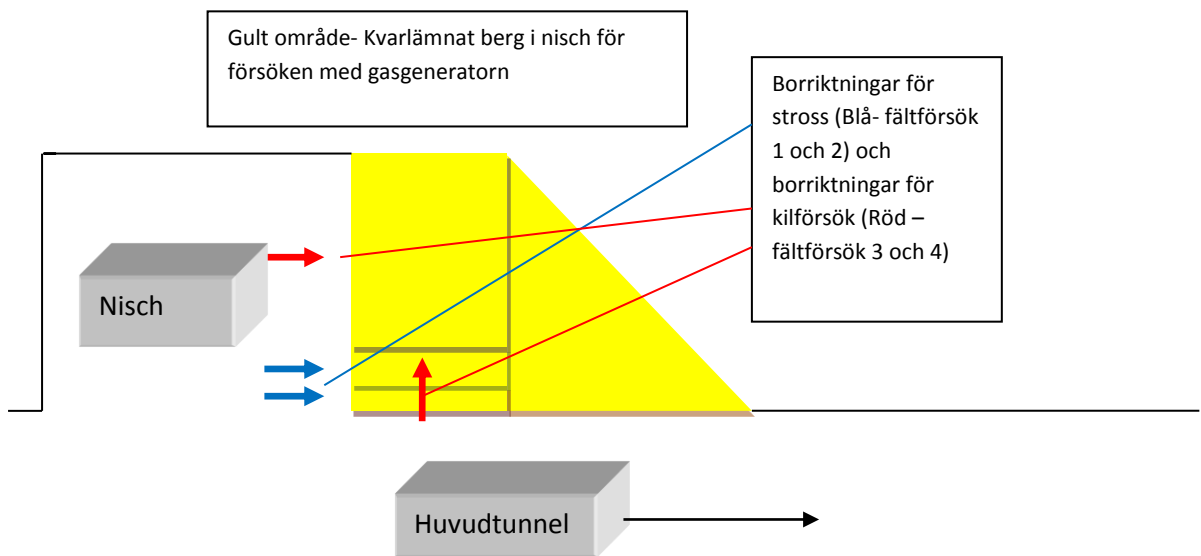 Gult område- Kvarlämnat berg i nisch för
försöken med gasgeneratorn
Borriktningar för
stross (Blå- fältförsök
1 och 2) och
borriktningar för
kilförsök (Röd –
fältförsök 3 och 4)
Nisch
Huvudtunnel